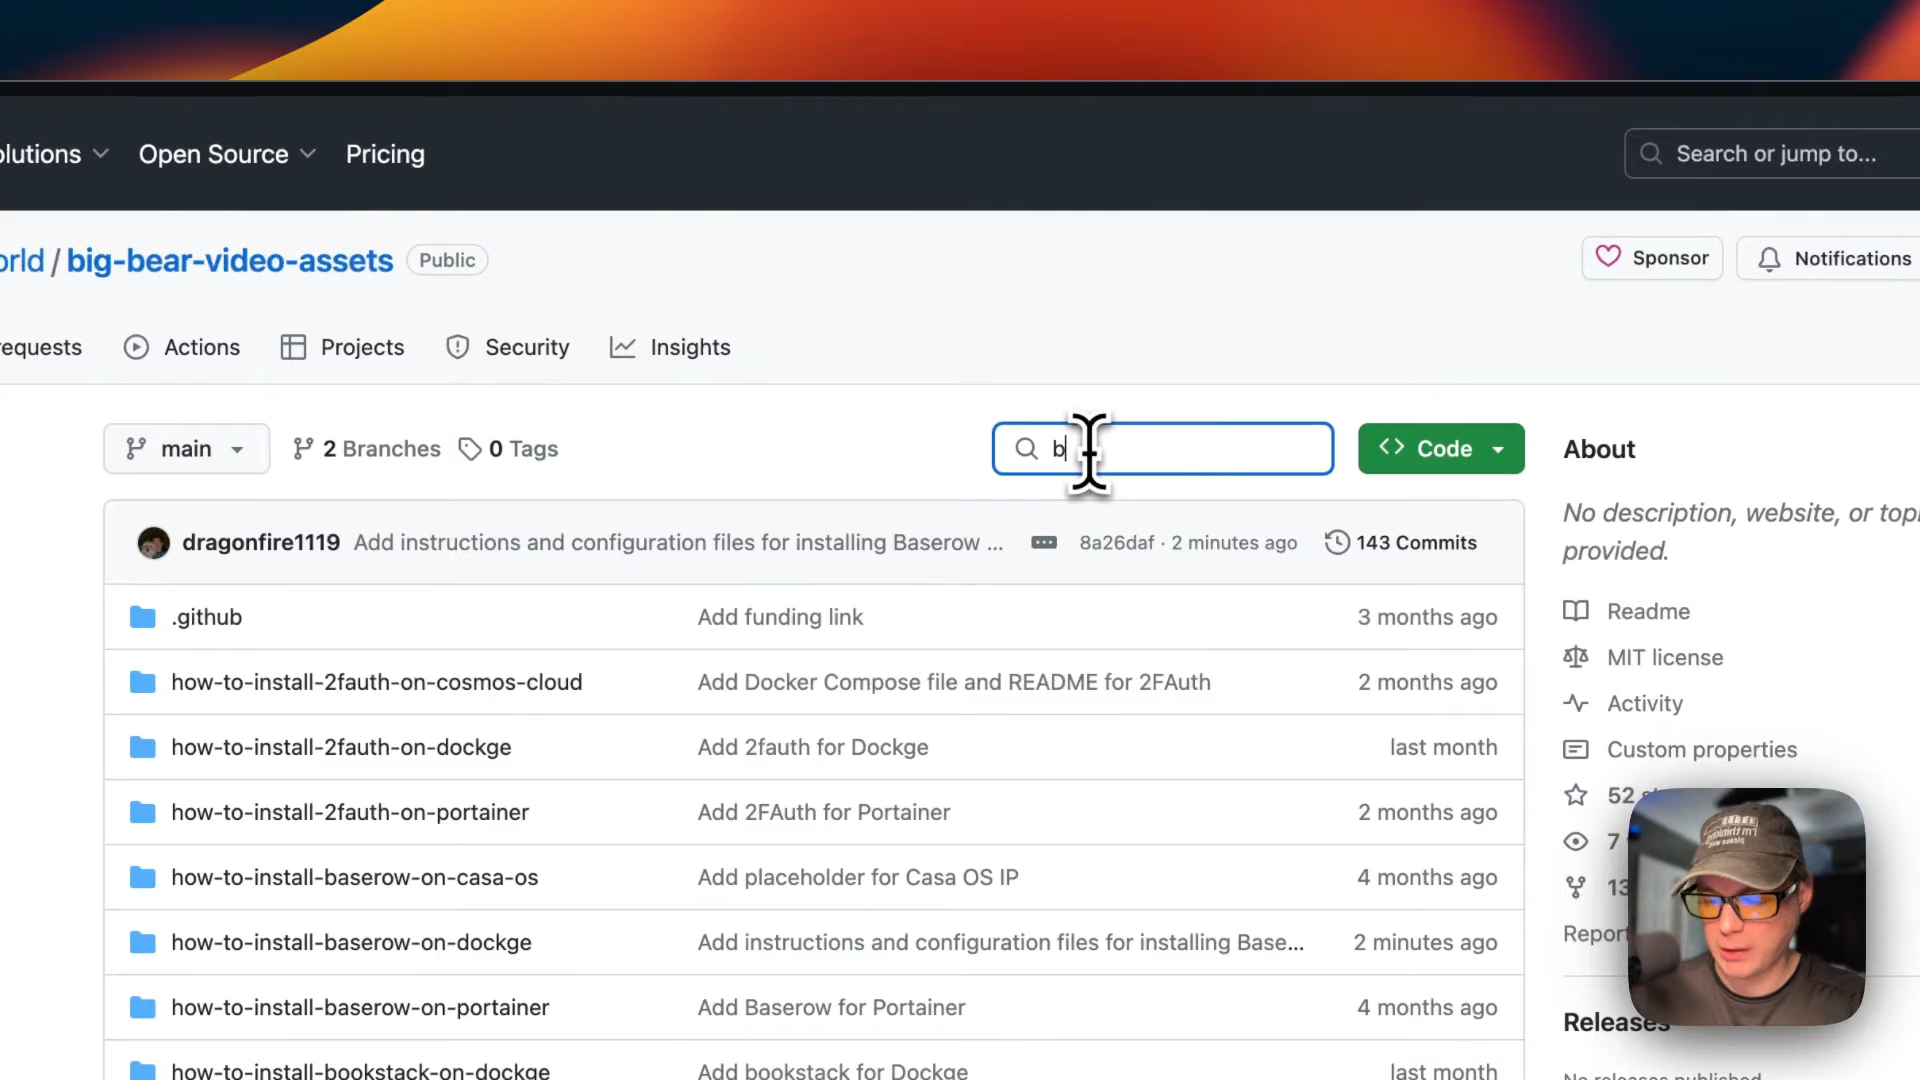 olutions Open Source Pricing Search or jump to...
orld / big-bear-video-assets Public Sponsor Notifications
equests Actions Projects Security Insights
main 2 Branches 0 Tags b Code About
No description, website, or topi
provided.
dragonfire1119 Add instructions and configuration files for installing Baserow ... 8a26daf · 2 minutes ago 143 Commits
.github Add funding link 3 months ago Readme
MIT license
how-to-install-2fauth-on-cosmos-cloud Add Docker Compose file and README for 2FAuth 2 months ago Activity
how-to-install-2fauth-on-dockge Add 2fauth for Dockge last month Custom properties
52
how-to-install-2fauth-on-portainer Add 2FAuth for Portainer 2 months ago 7
how-to-install-baserow-on-casa-os Add placeholder for Casa OS IP 4 months ago 13
how-to-install-baserow-on-dockge Add instructions and configuration files for installing Base... 2 minutes ago Report
how-to-install-baserow-on-portainer Add Baserow for Portainer 4 months ago Releases
how-to-install-bookstack-on-dockge Add bookstack for Dockge last month No releases published